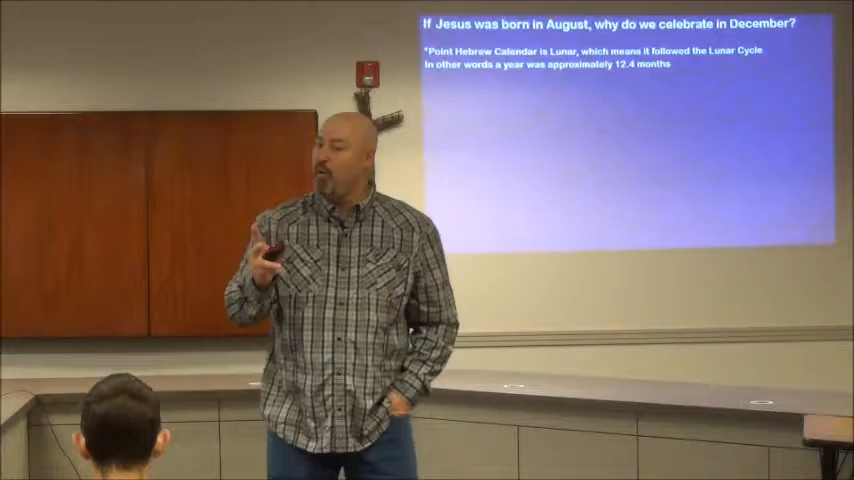 If Jesus was born in August, why do we celebrate in December?
*Point Hebrew Calendar is Lunar, which means it followed the Lunar Cycle
In other words a year was approximately 12.4 months